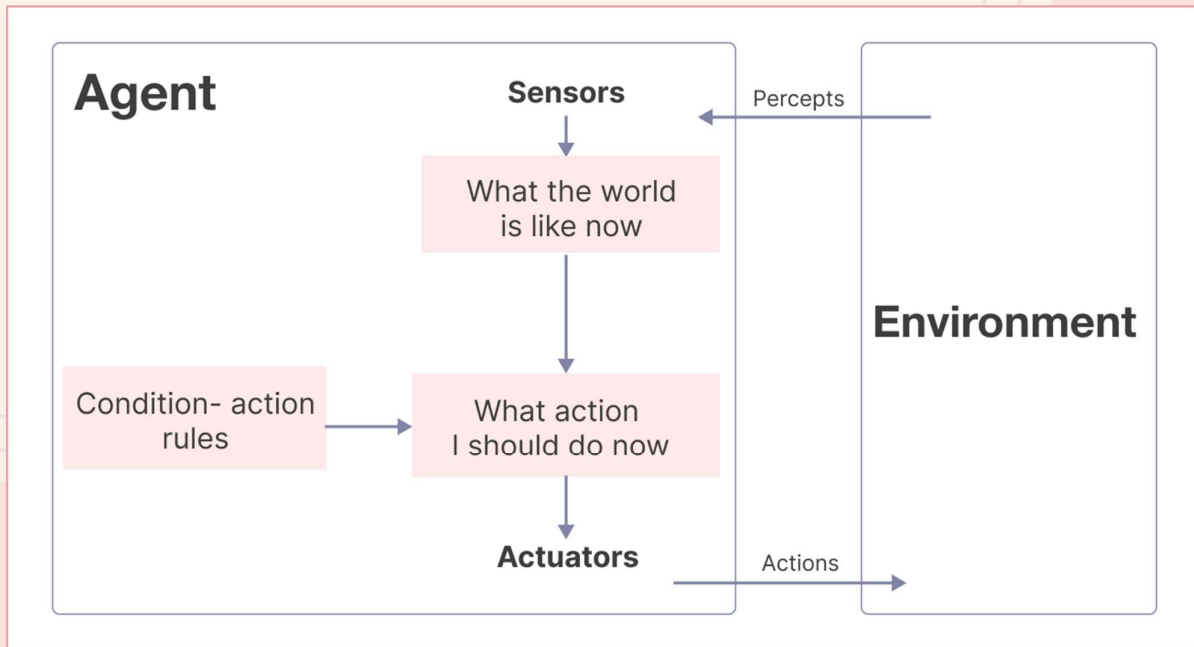 Agent
Sensors
Percepts
What the world
is like now
Environment
Condition- action
rules
What action
I should do now
Actuators
Actions